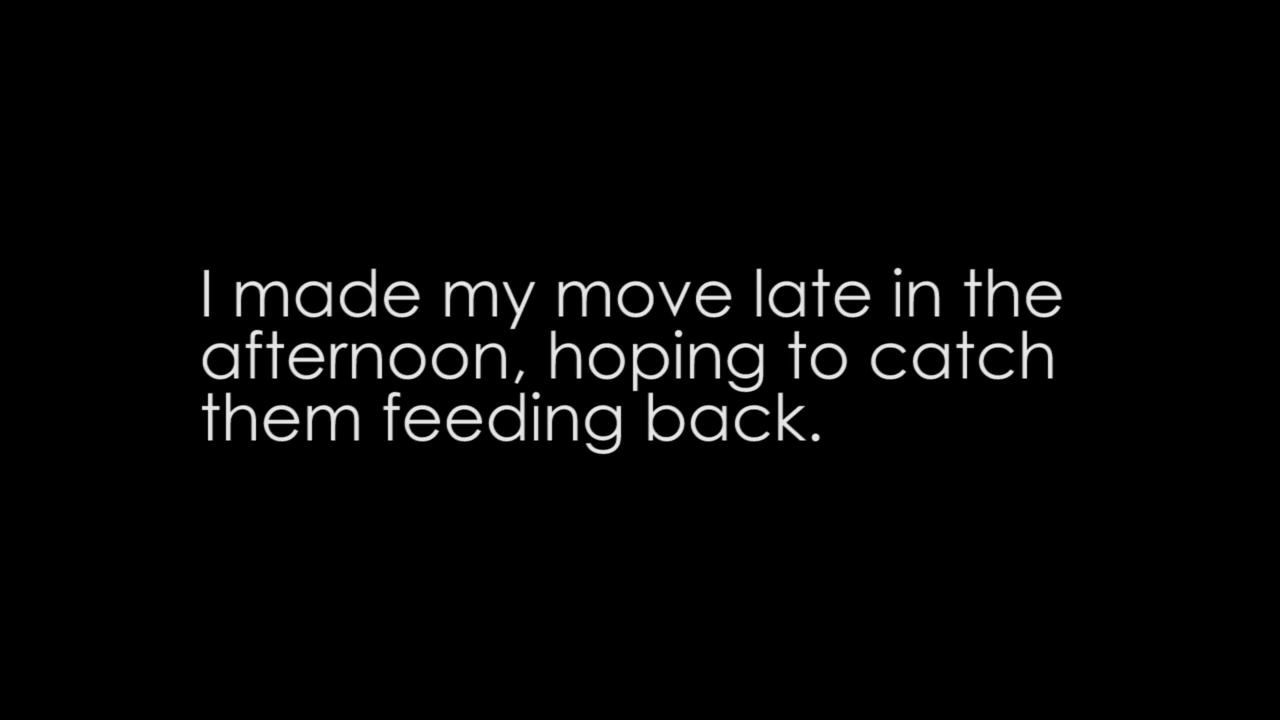 I made my move late in the
afternoon, hoping to catch
them feeding back.